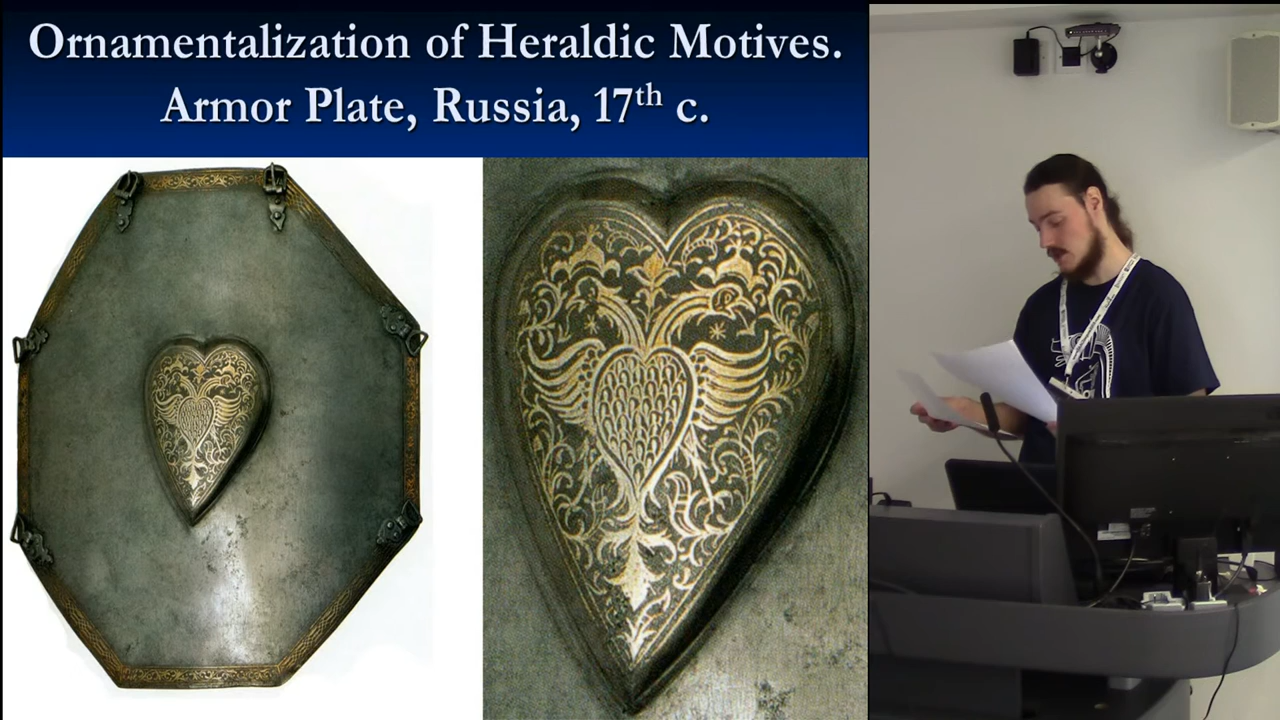 Ornamentalization of Heraldic Motives.
Armor Plate, Russia, 17th c.